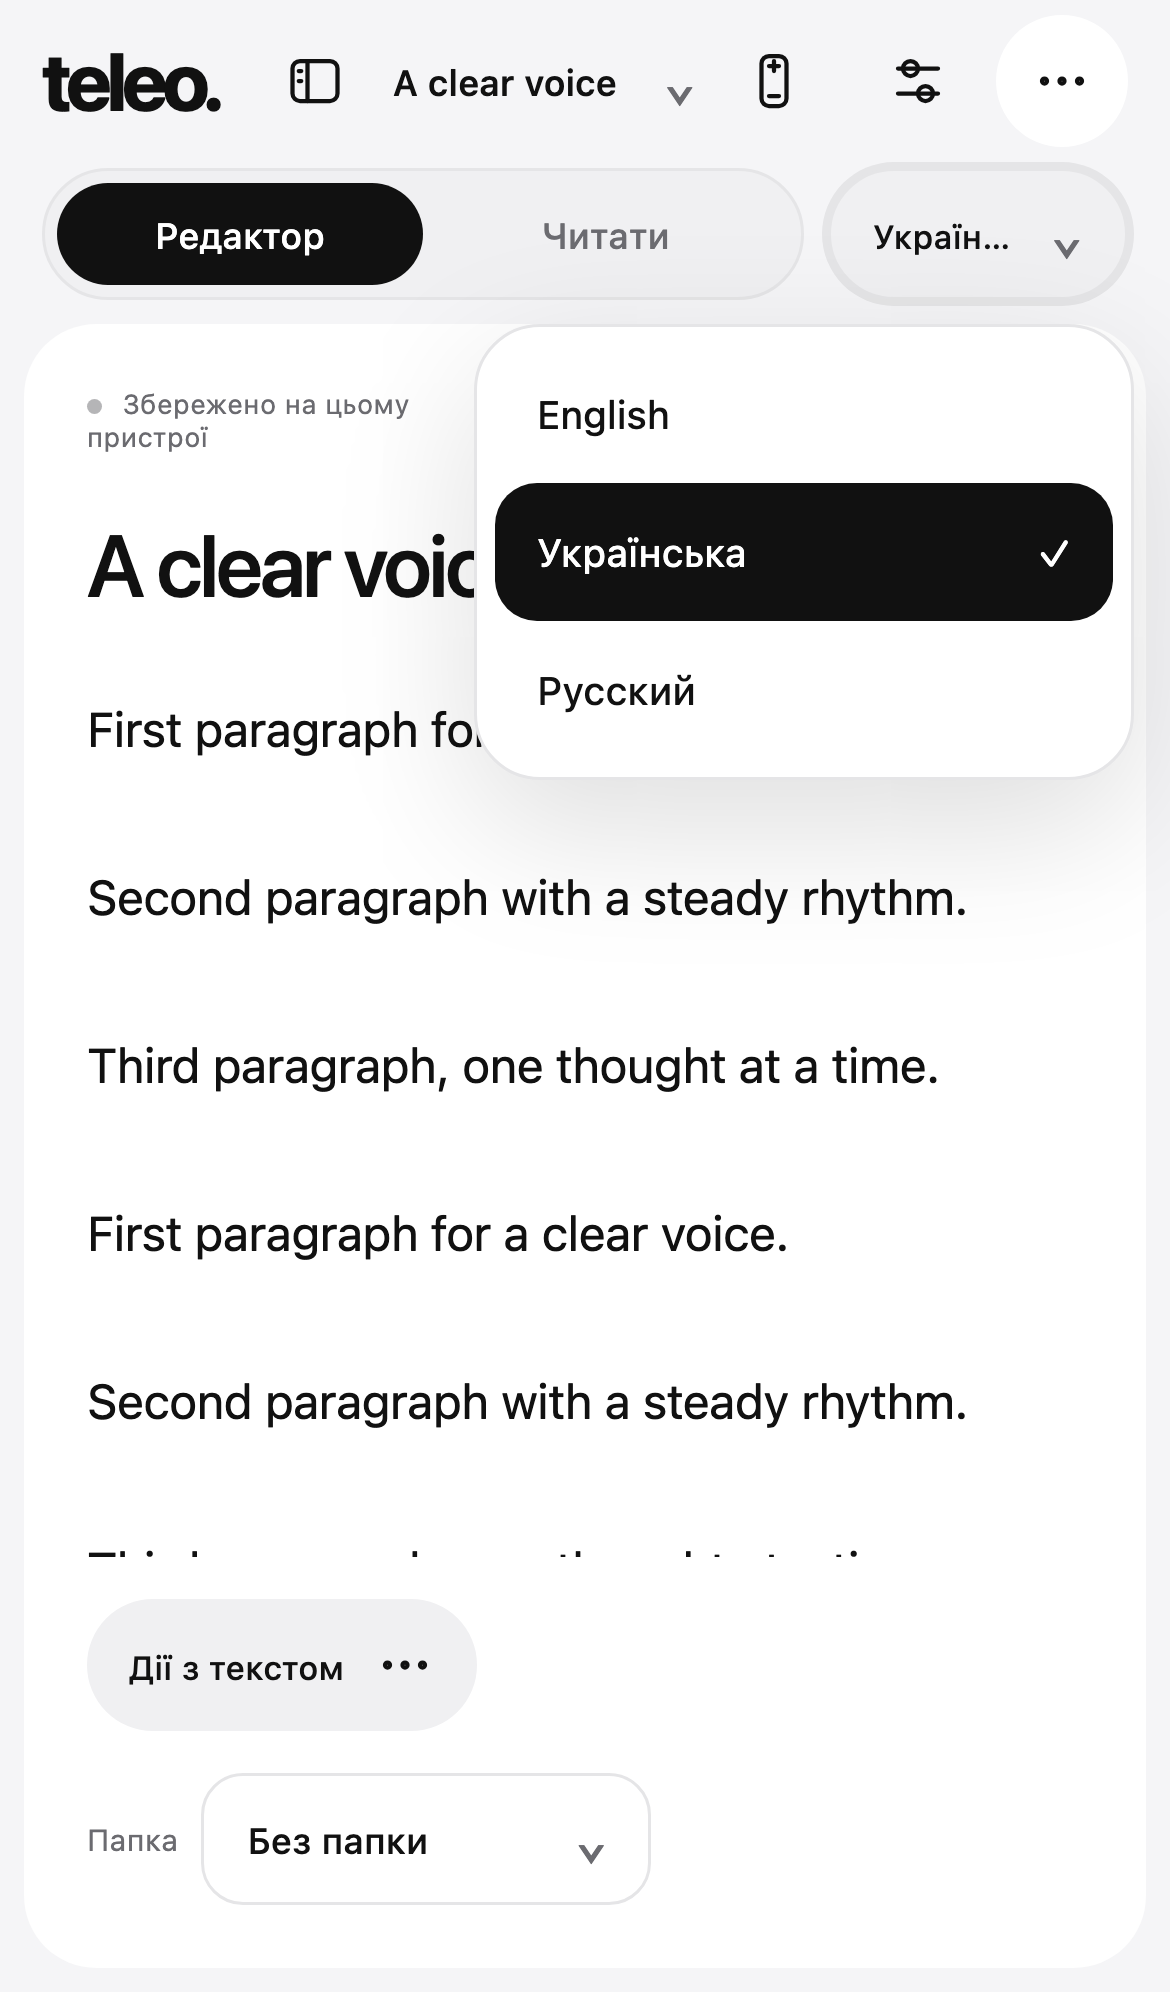 teleo.
A clear voice
Редактор
Читати
Україн...
English
Українська
Русский
Збережено на цьому
пристрої
A clear voic
First paragraph for
Second paragraph with a steady rhythm.
Third paragraph, one thought at a time.
First paragraph for a clear voice.
Second paragraph with a steady rhythm.
Дії з текстом
Папка
Без папки